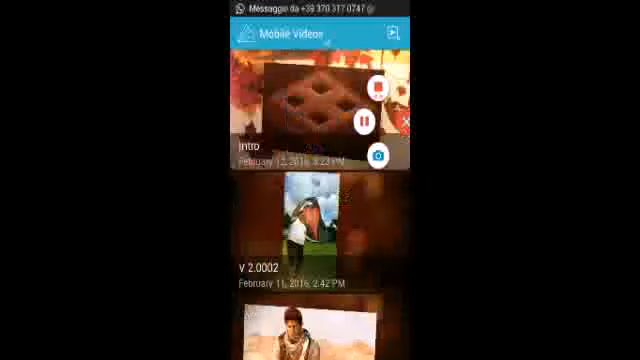 Messaggio da +39 370 317 0747 @
Mobile Videos
Intro
February 12, 2016, 3:23 PM
V 2.0002
February 11, 2016, 2:42 PM